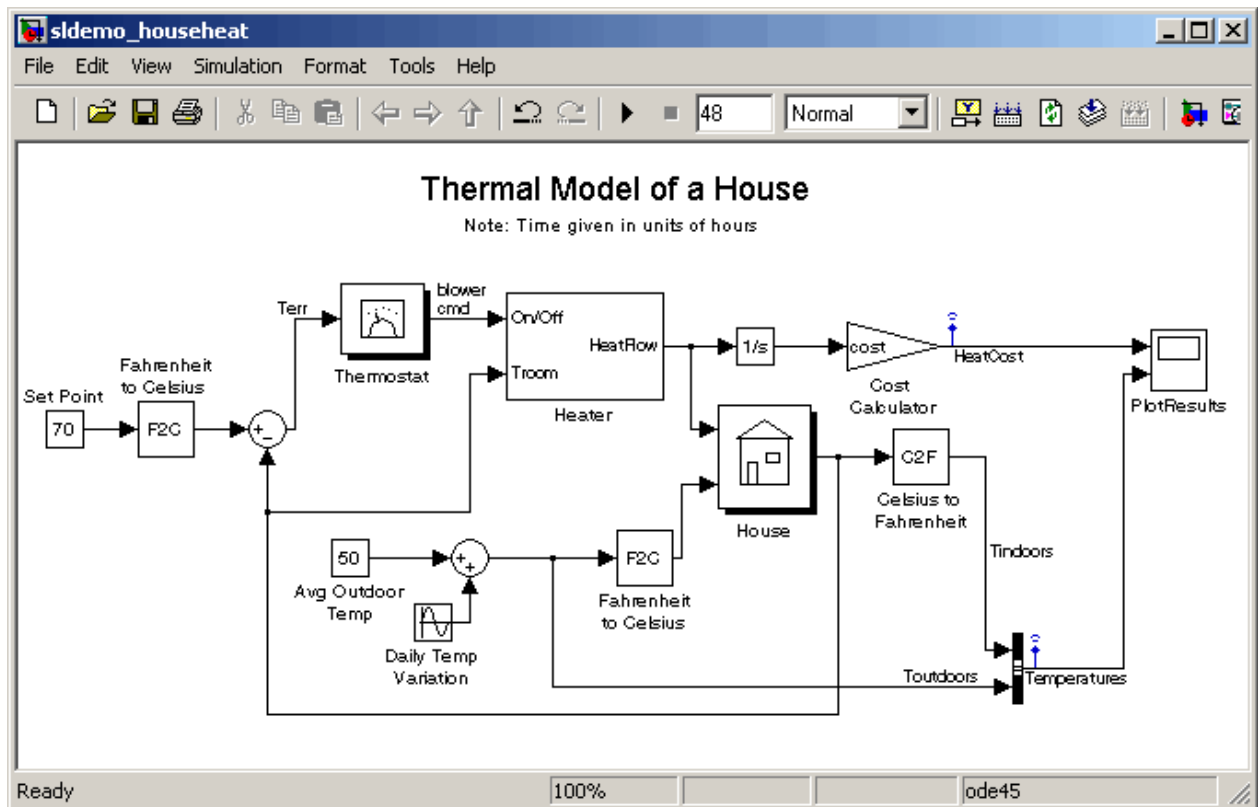 sldemo_househeat
File Edit View Simulation Format Tools Help
48 Normal
Thermal Model of a House
Note: Time given in units of hours
Set Point
70
Fahrenheit
to Celsius
F2C
+
−
Terr
Thermostat
blower
cmd
On/Off
HeatFlow
Troom
Heater
1/s
cost
Cost
Calculator
HeatCost
PlotResults
House
C2F
Celsius to
Fahrenheit
Tindoors
50
Avg Outdoor
Temp
+
+
Daily Temp
Variation
F2C
Fahrenheit
to Celsius
Toutdoors
Temperatures
Ready 100% ode45